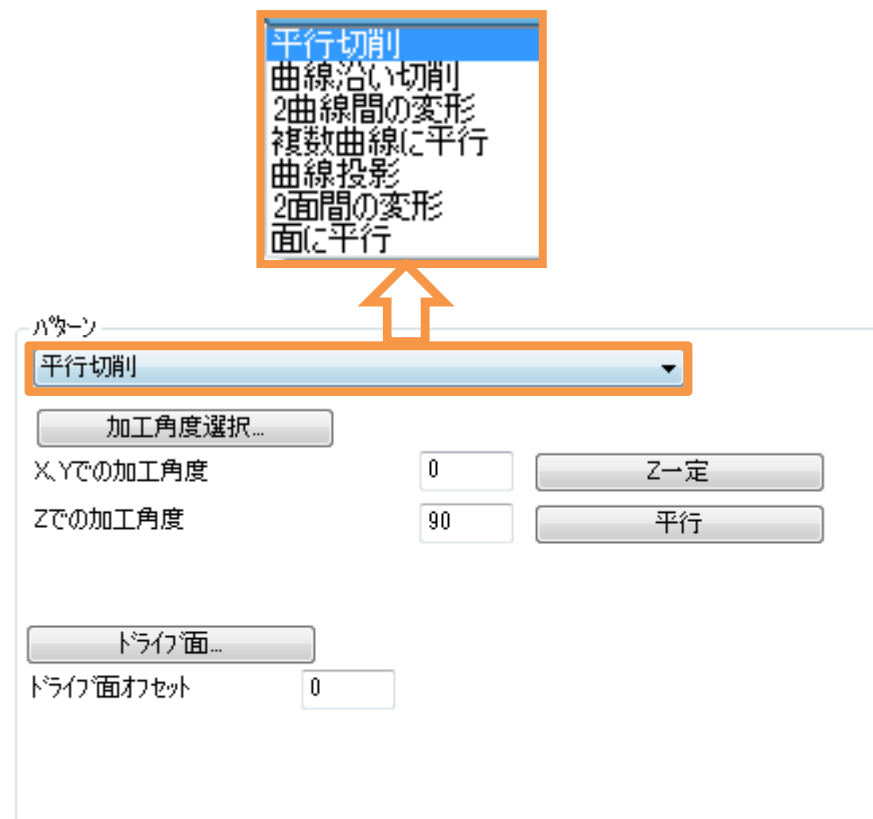 平行切削
曲線沿い切削
2曲線間の変形
複数曲線に平行
曲線投影
2面間の変形
面に平行
パターン
平行切削
加工角度選択...
X、Yでの加工角度 0 Z一定
Zでの加工角度 90 平行
ドライブ面...
ドライブ面オフセット 0